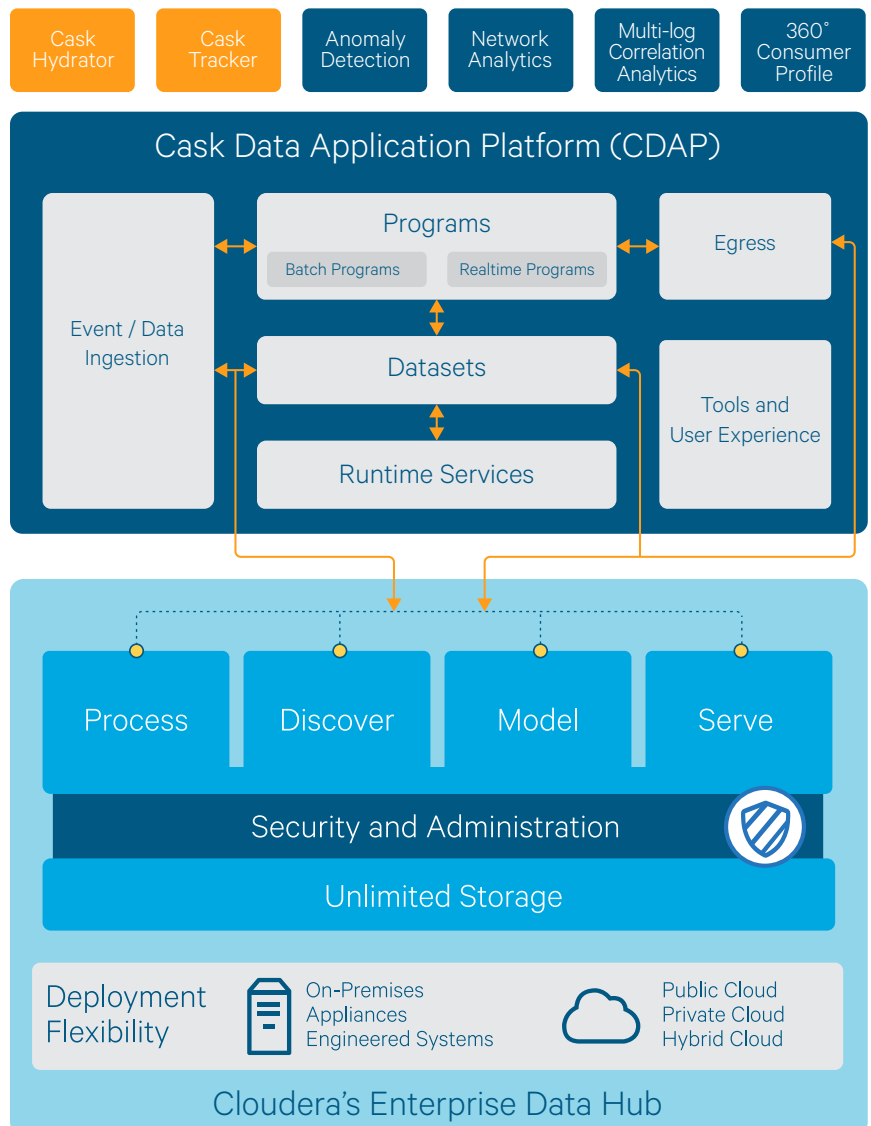 Cask
Hydrator
Cask
Tracker
Anomaly
Detection
Network
Analytics
Multi-log
Correlation
Analytics
360°
Consumer
Profile
Cask Data Application Platform (CDAP)
Event / Data
Ingestion
Programs
Batch Programs
Realtime Programs
Egress
Datasets
Tools and
User Experience
Runtime Services
Process
Discover
Model
Serve
Security and Administration
Unlimited Storage
Deployment
Flexibility
On-Premises
Appliances
Engineered Systems
Public Cloud
Private Cloud
Hybrid Cloud
Cloudera's Enterprise Data Hub